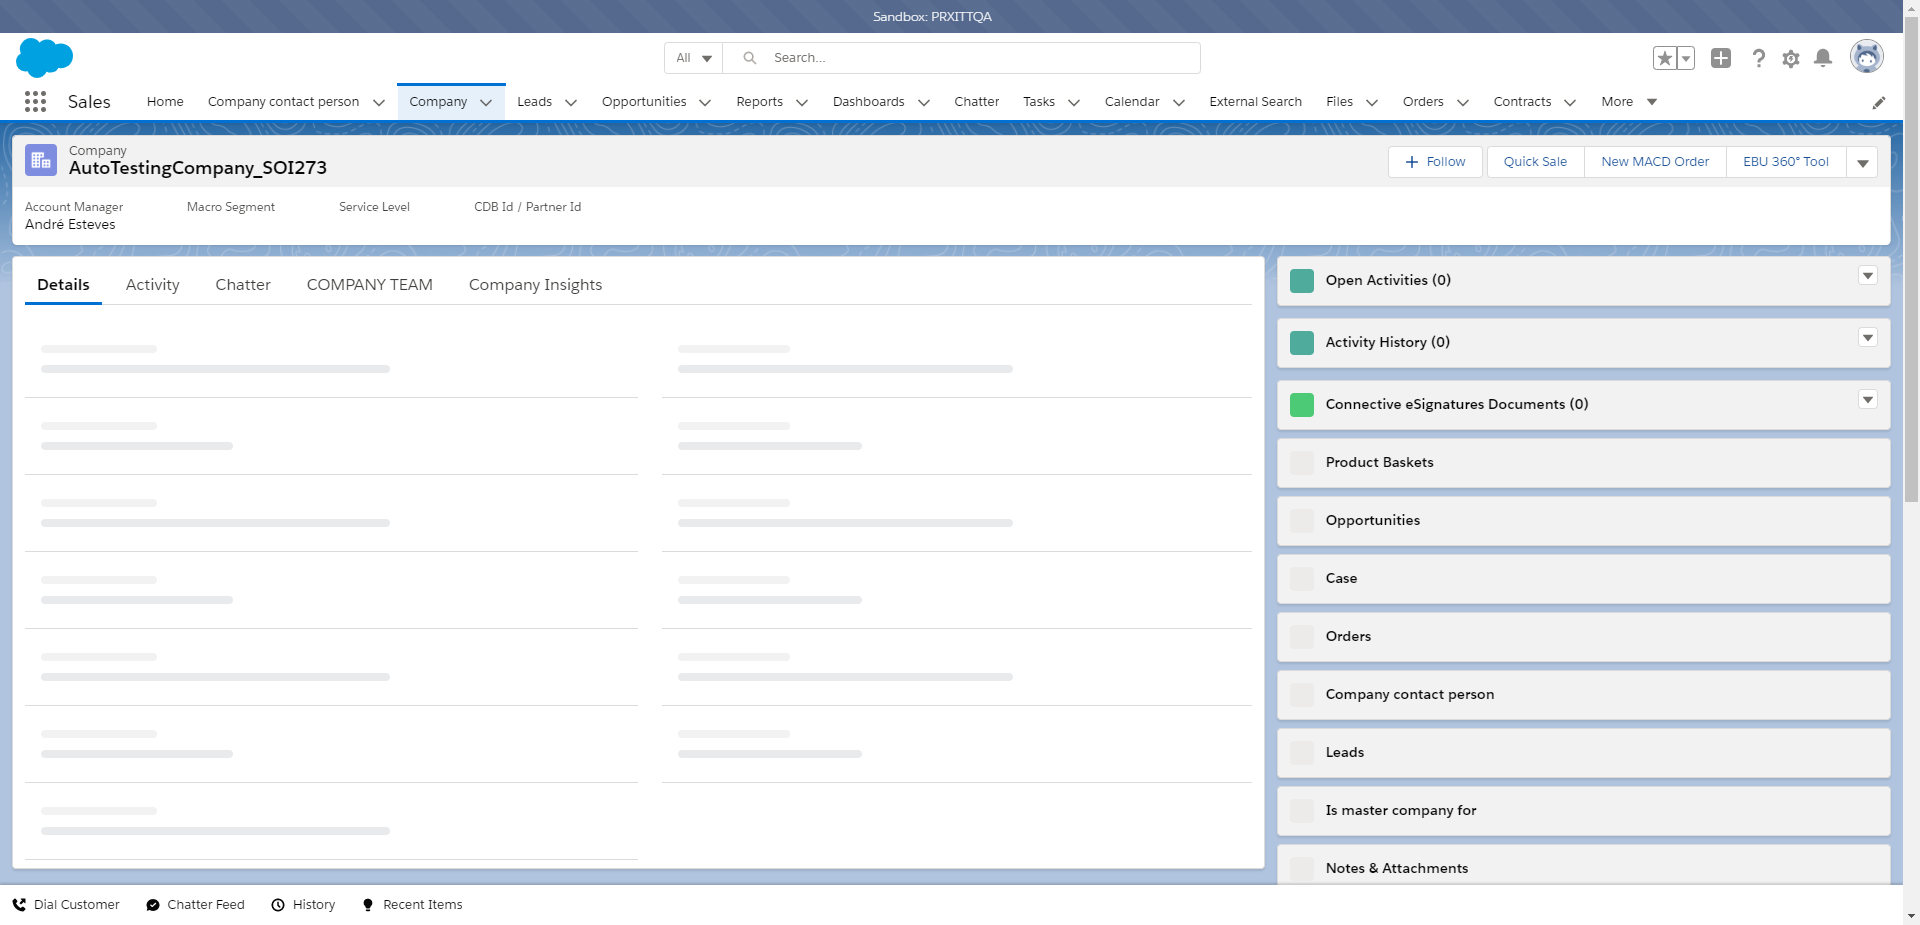 Sandbox: PRXITTQA
All
Search...
Sales
Home
Company contact person
Company
Leads
Opportunities
Reports
Dashboards
Chatter
Tasks
Calendar
External Search
Files
Orders
Contracts
More
Company
AutoTestingCompany_SOI273
Follow
Quick Sale
New MACD Order
EBU 360° Tool
Account Manager
André Esteves
Macro Segment
Service Level
CDB Id / Partner Id
Details
Activity
Chatter
COMPANY TEAM
Company Insights
Open Activities (0)
Activity History (0)
Connective eSignatures Documents (0)
Product Baskets
Opportunities
Case
Orders
Company contact person
Leads
Is master company for
Notes & Attachments
Dial Customer
Chatter Feed
History
Recent Items